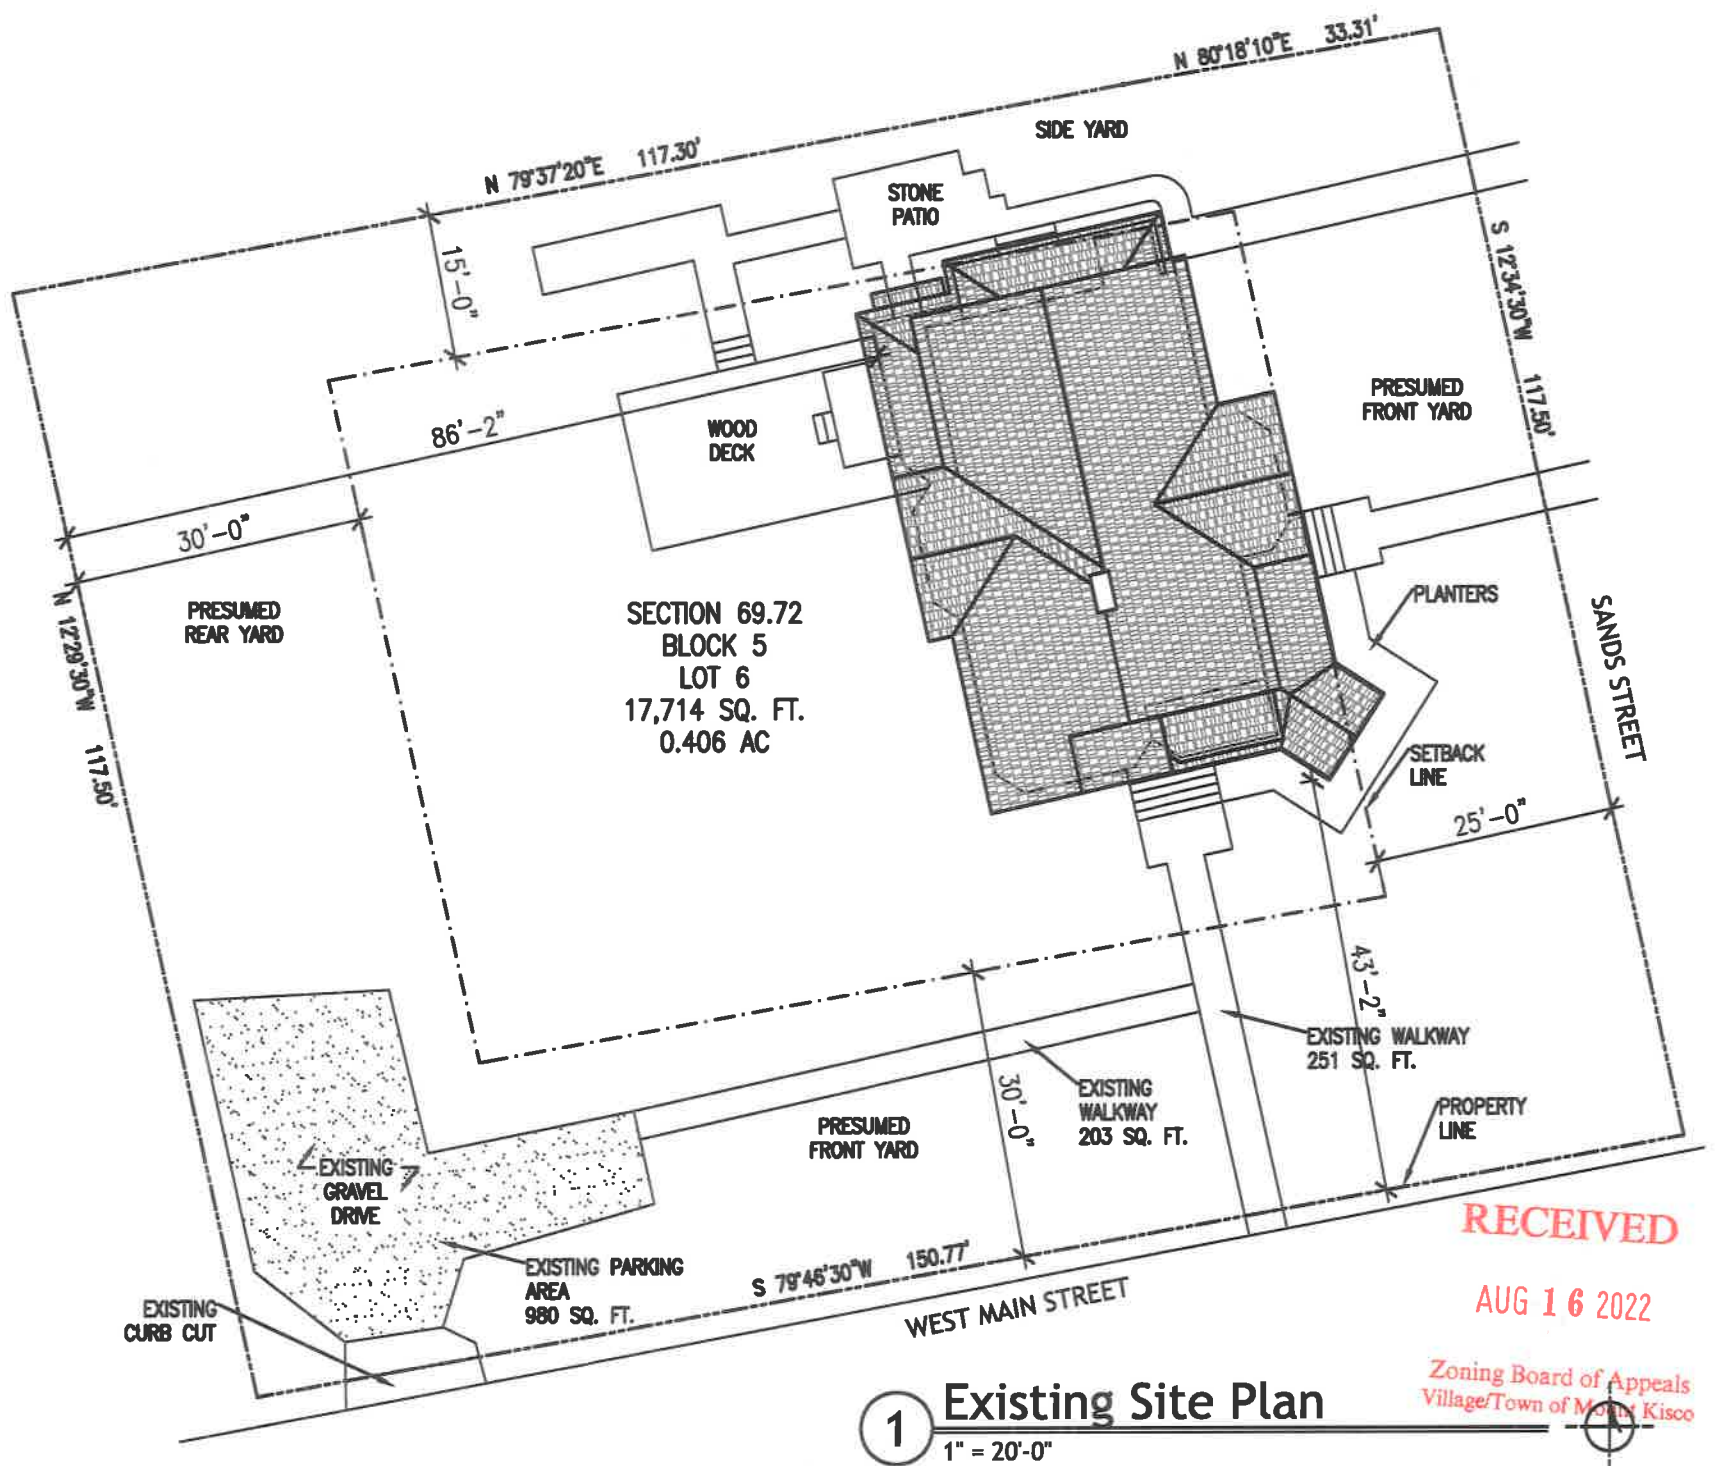 N 80°18'10"E 33.31'
SIDE YARD
N 79°37'20"E 117.30'
STONE
PATIO
15'-0"
S 12°34'30"W 117.50'
PRESUMED
FRONT YARD
86'-2"
WOOD
DECK
30'-0"
PRESUMED
REAR YARD
N 12°29'30"W 117.50'
SECTION 69.72
BLOCK 5
LOT 6
17,714 SQ. FT.
0.406 AC
PLANTERS
SANDS STREET
SETBACK
LINE
25'-0"
43'-2"
EXISTING WALKWAY
251 SQ. FT.
30'-0"
EXISTING
WALKWAY
203 SQ. FT.
PRESUMED
FRONT YARD
PROPERTY
LINE
EXISTING
GRAVEL
DRIVE
EXISTING PARKING
AREA
980 SQ. FT.
EXISTING
CURB CUT
S 79°46'30"W 150.77'
WEST MAIN STREET
RECEIVED
AUG 16 2022
Zoning Board of Appeals
Village/Town of Mount Kisco
1 Existing Site Plan
1" = 20'-0"